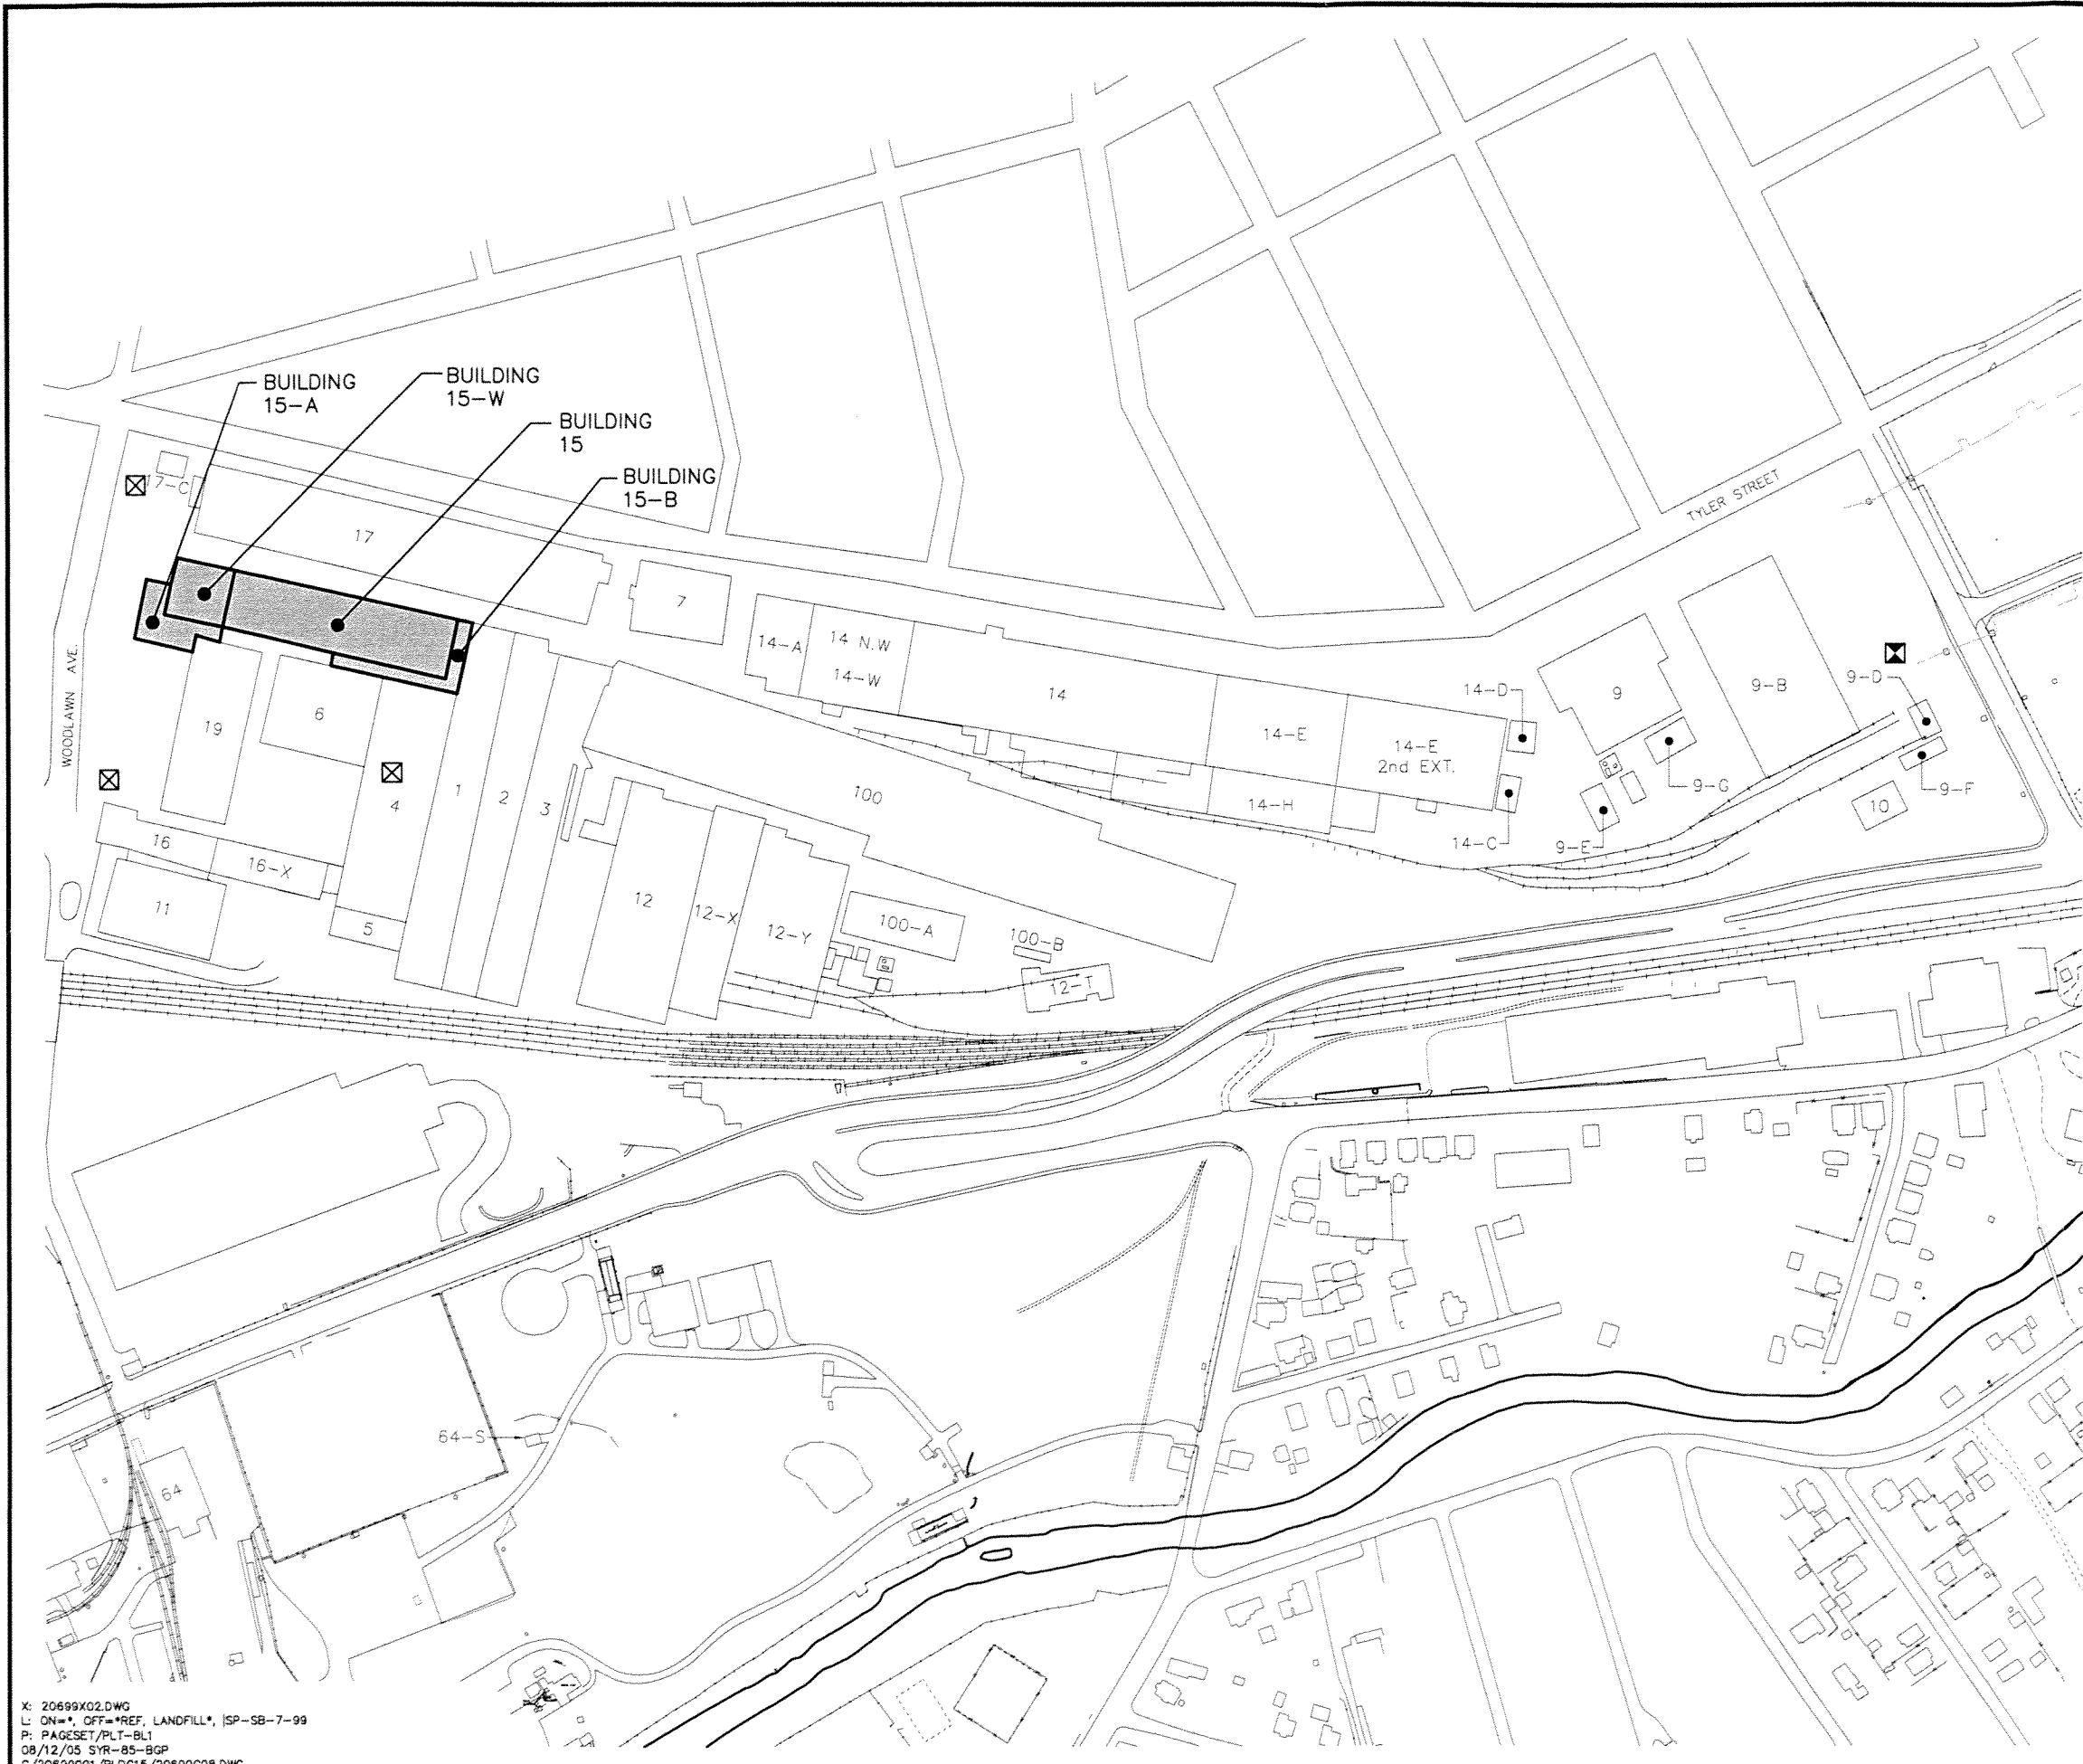 BUILDING
15-A
BUILDING
15-W
BUILDING
15
BUILDING
15-B
TYLER STREET
WOODLAWN AVE.
17-C
17
7
14-A
14 N.W
14-W
14
14-E
14-E
2nd EXT.
14-D
14-C
14-H
9
9-B
9-D
9-G
9-F
9-E
10
19
6
4
1
2
3
100
16
16-X
11
5
12
12-X
12-Y
100-A
100-B
12-T
64-S
64
X: 20699X02.DWG
L: ON=*, OFF=*REF, LANDFILL*, |SP-SB-7-99
P: PAGESET/PLT-BL1
08/12/05 SYR-85-BGP